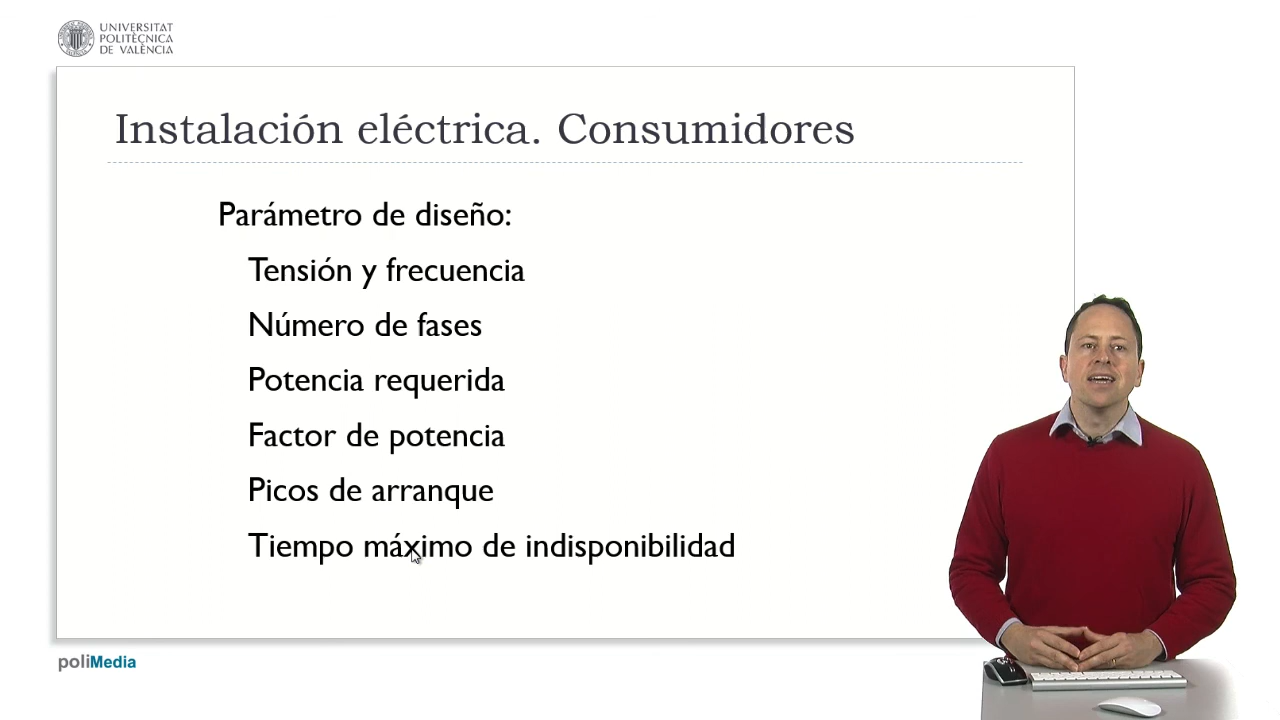 UNIVERSITAT
POLITÈCNICA
DE VALÈNCIA
Instalación eléctrica. Consumidores
Parámetro de diseño:
Tensión y frecuencia
Número de fases
Potencia requerida
Factor de potencia
Picos de arranque
Tiempo máximo de indisponibilidad
poliMedia